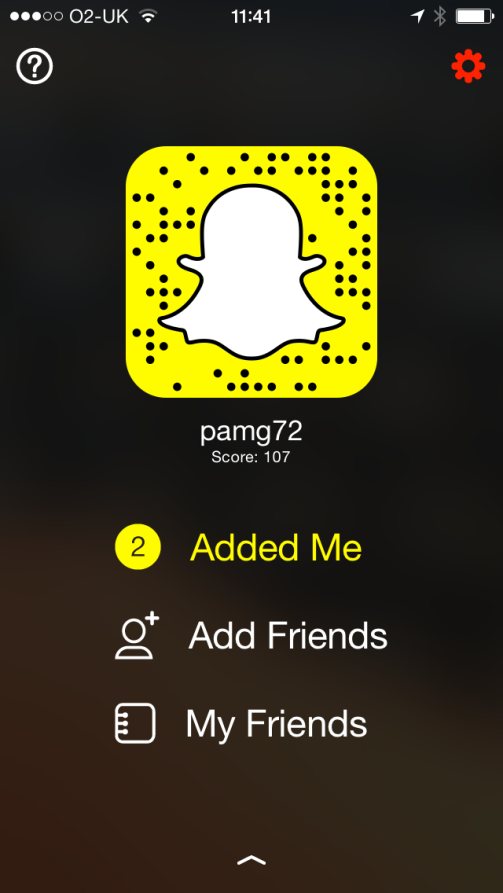 O2-UK 11:41
?
pamg72
Score: 107
2 Added Me
Add Friends
My Friends